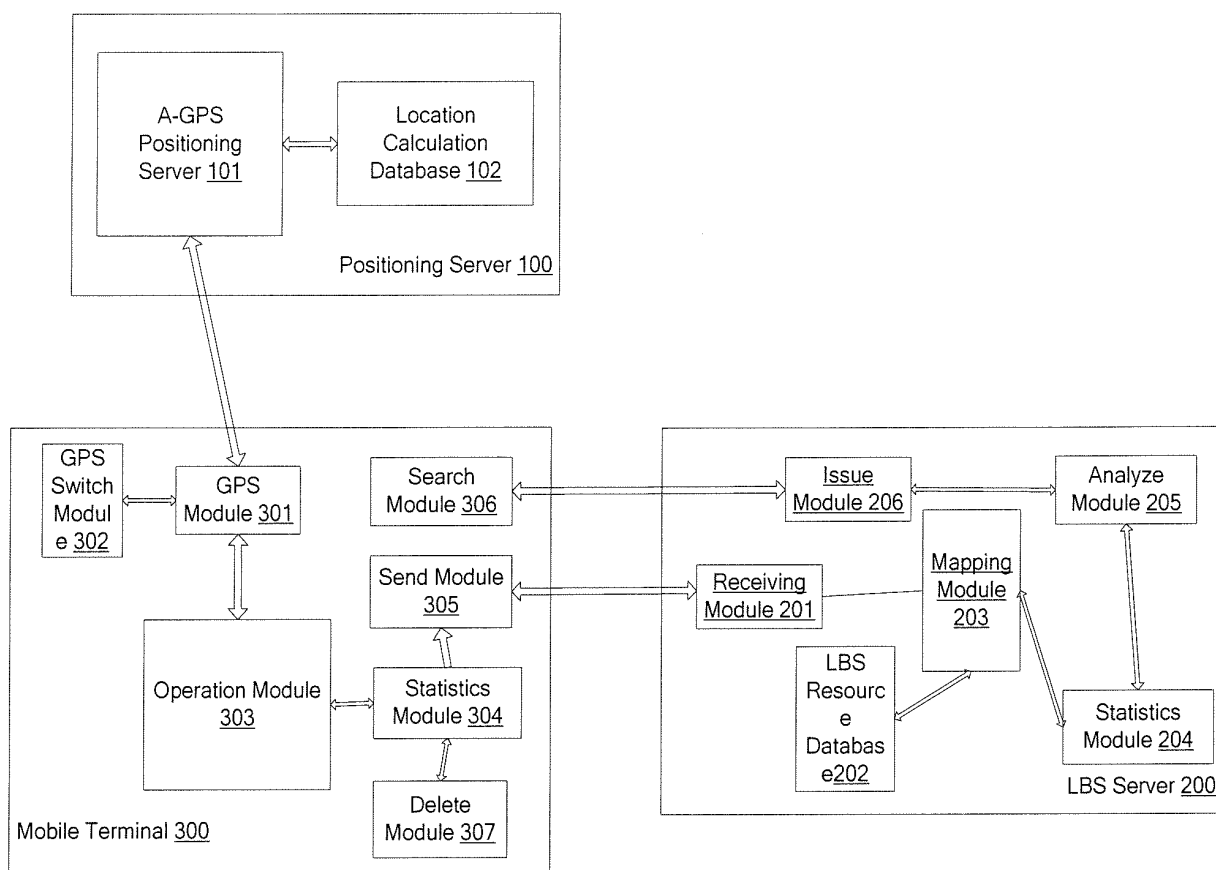 A-GPS
Positioning
Server 101
Location
Calculation
Database 102
Positioning Server 100
GPS
Switch
Modul
e 302
GPS
Module 301
Search
Module 306
Send Module
305
Operation Module
303
Statistics
Module 304
Delete
Module 307
Mobile Terminal 300
Issue
Module 206
Analyze
Module 205
Receiving
Module 201
Mapping
Module
203
LBS
Resourc
e
Databas
e202
Statistics
Module 204
LBS Server 200